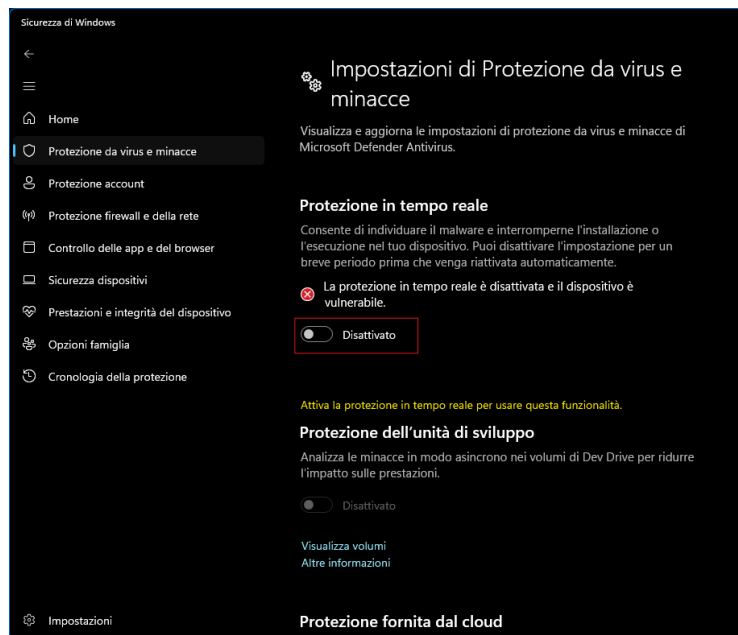 Sicurezza di Windows
Home
Protezione da virus e minacce
Protezione account
Protezione firewall e della rete
Controllo delle app e del browser
Sicurezza dispositivi
Prestazioni e integrità del dispositivo
Opzioni famiglia
Cronologia della protezione
Impostazioni
Impostazioni di Protezione da virus e
minacce
Visualizza e aggiorna le impostazioni di protezione da virus e minacce di
Microsoft Defender Antivirus.
Protezione in tempo reale
Consente di individuare il malware e interromperne l'installazione o
l'esecuzione nel tuo dispositivo. Puoi disattivare l'impostazione per un
breve periodo prima che venga riattivata automaticamente.
La protezione in tempo reale è disattivata e il dispositivo è
vulnerabile.
Disattivato
Attiva la protezione in tempo reale per usare questa funzionalità.
Protezione dell’unità di sviluppo
Analizza le minacce in modo asincrono nei volumi di Dev Drive per ridurre
l’impatto sulle prestazioni.
Disattivato
Visualizza volumi
Altre informazioni
Protezione fornita dal cloud